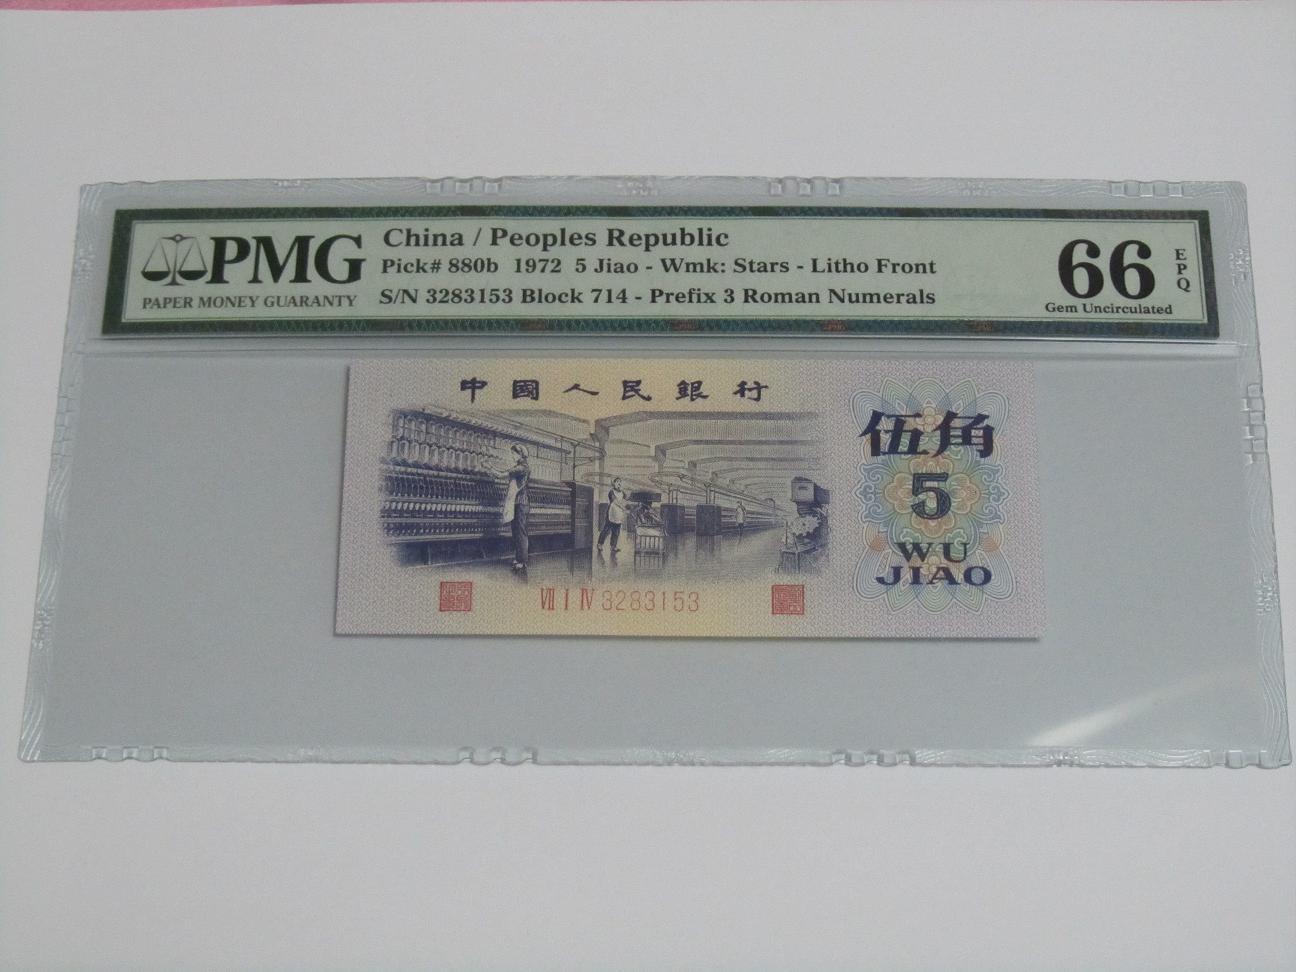 PMG
PAPER MONEY GUARANTY
China / Peoples Republic
Pick# 880b 1972 5 Jiao - Wmk: Stars - Litho Front
S/N 3283153 Block 714 - Prefix 3 Roman Numerals
66
EPQ
Gem Uncirculated
中國人民銀行
伍角
5
WU
JIAO
VII I IV 3283153